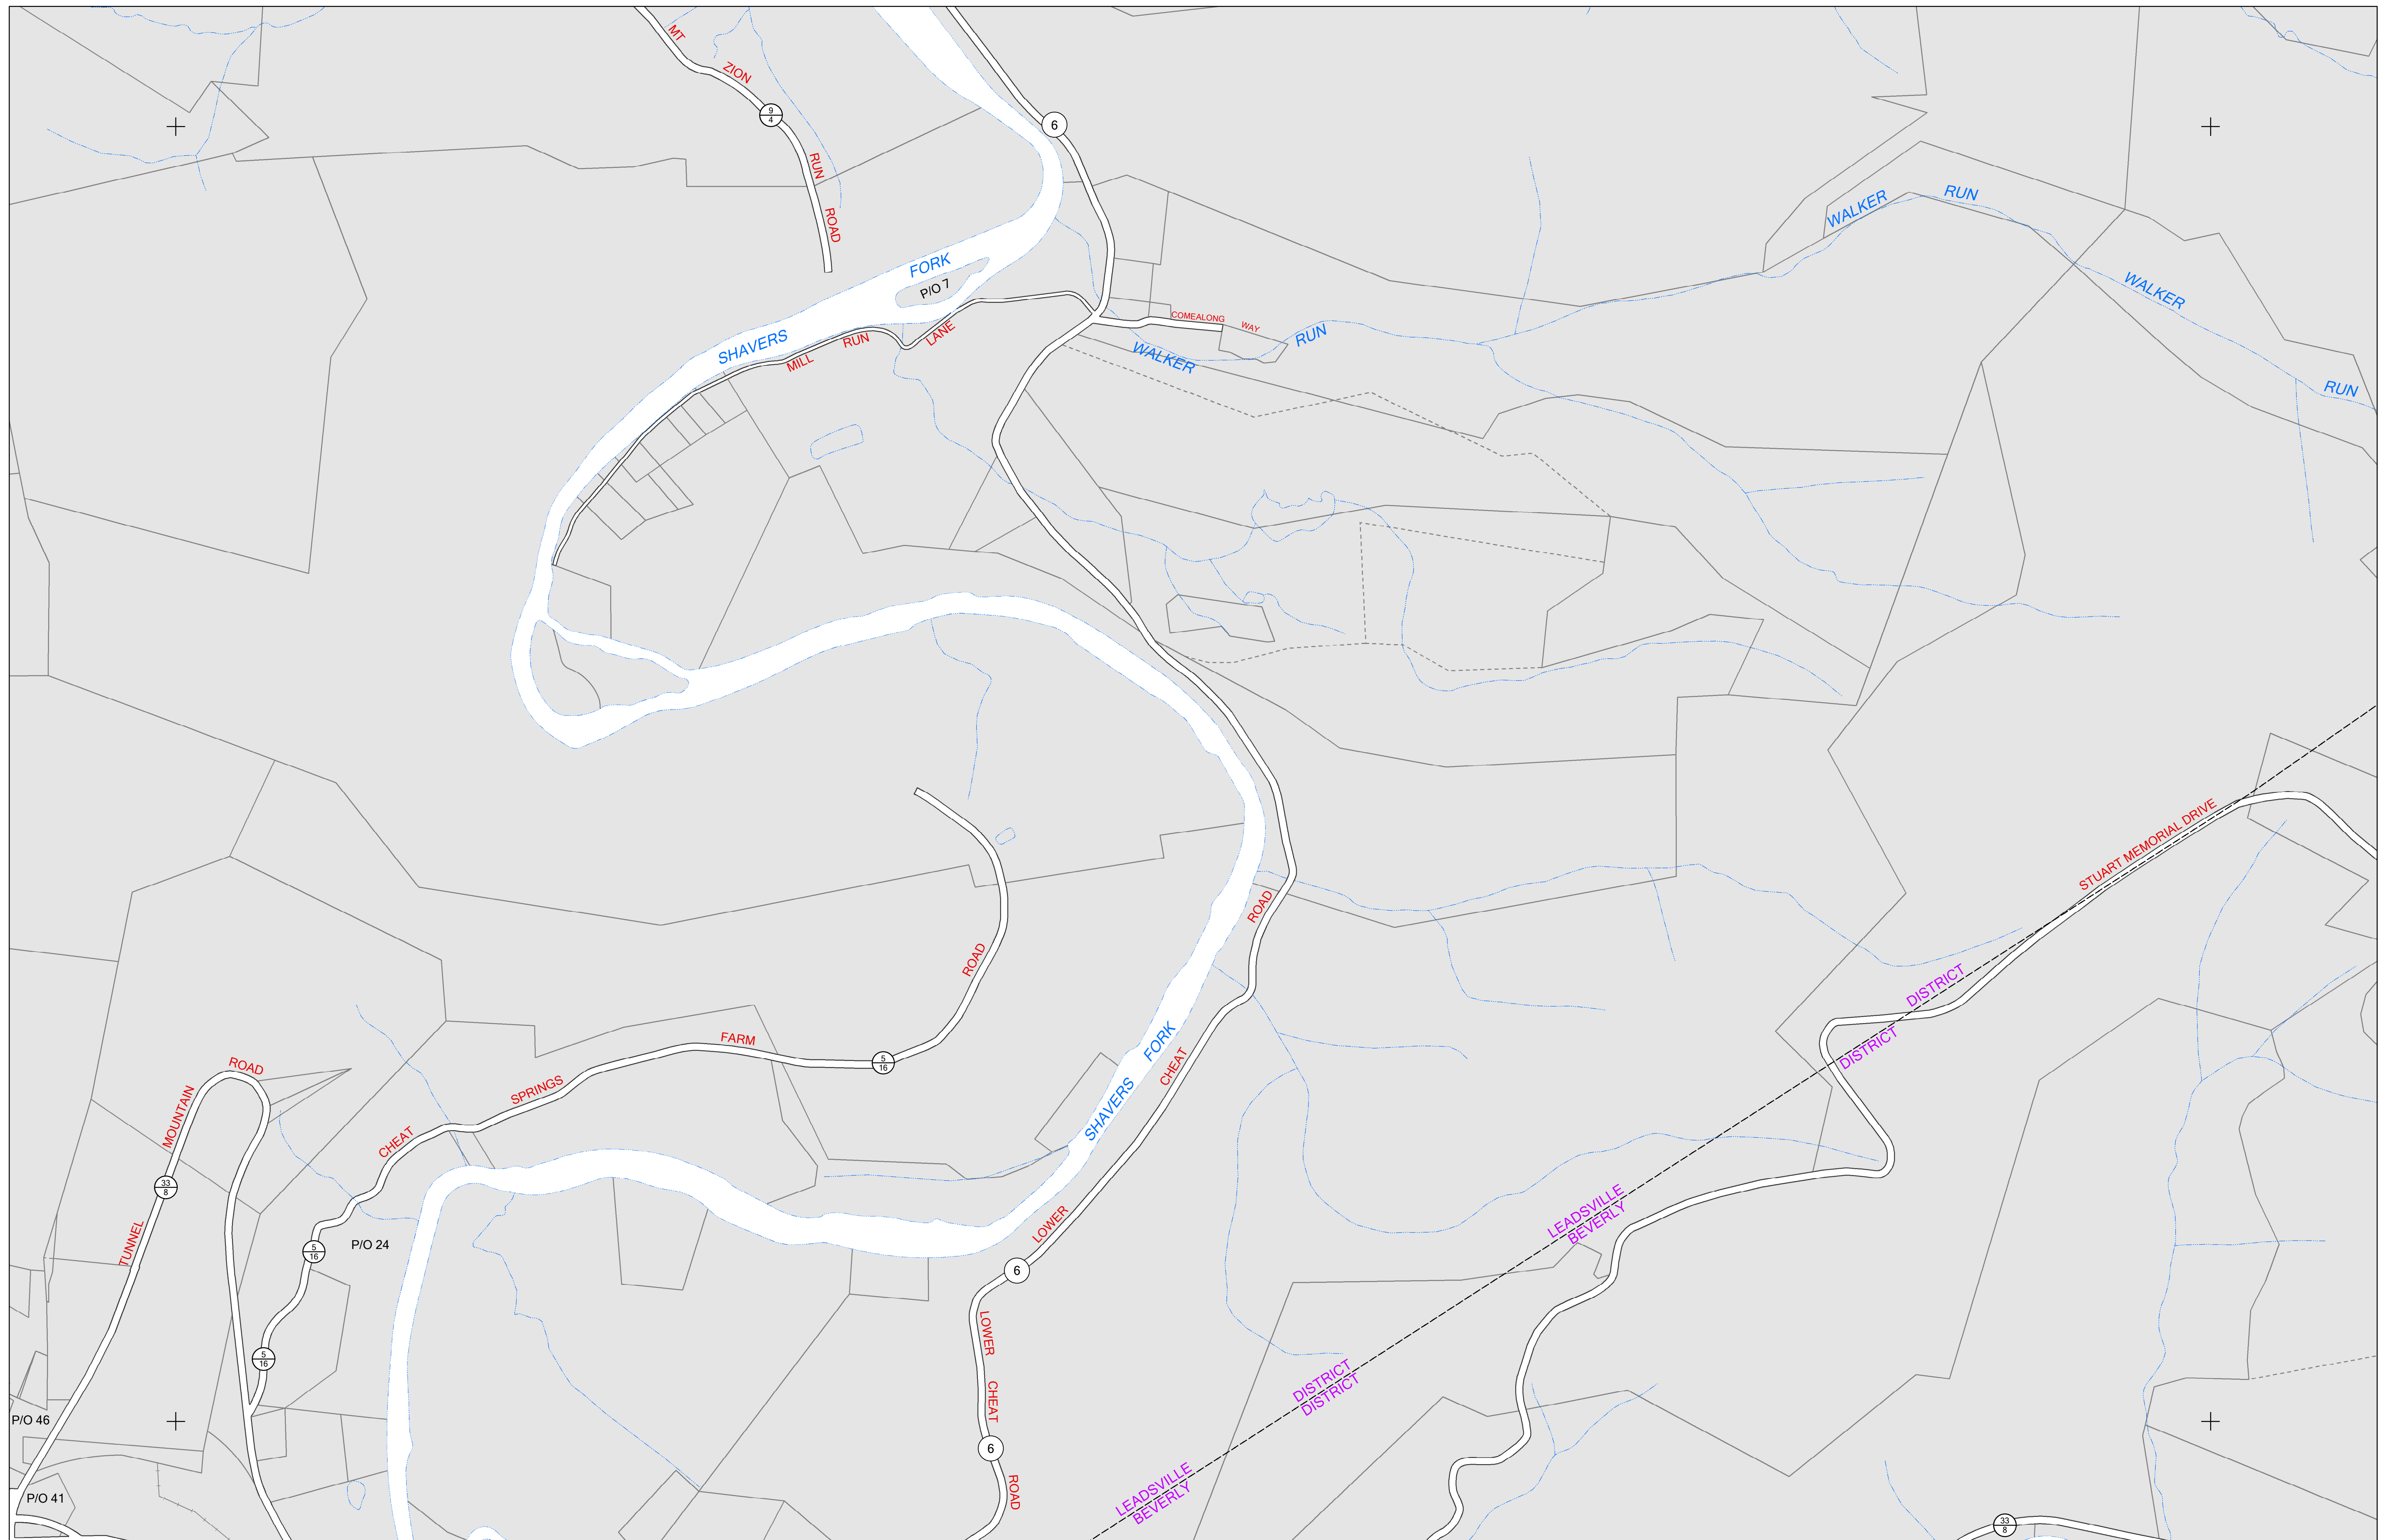 MT
ZION
9
4
RUN
ROAD
6
FORK
P/O 7
SHAVERS
MILL
RUN
LANE
COMEALONG
WAY
WALKER
RUN
WALKER
RUN
WALKER
RUN
STUART MEMORIAL DRIVE
ROAD
ROAD
DISTRICT
DISTRICT
FORK
SHAVERS
CHEAT
LOWER
6
LOWER
CHEAT
6
ROAD
FARM
5
16
SPRINGS
CHEAT
5
16
P/O 24
5
16
ROAD
MOUNTAIN
33
8
TUNNEL
P/O 46
P/O 41
LEADSVILLE
BEVERLY
DISTRICT
DISTRICT
LEADSVILLE
BEVERLY
33
8